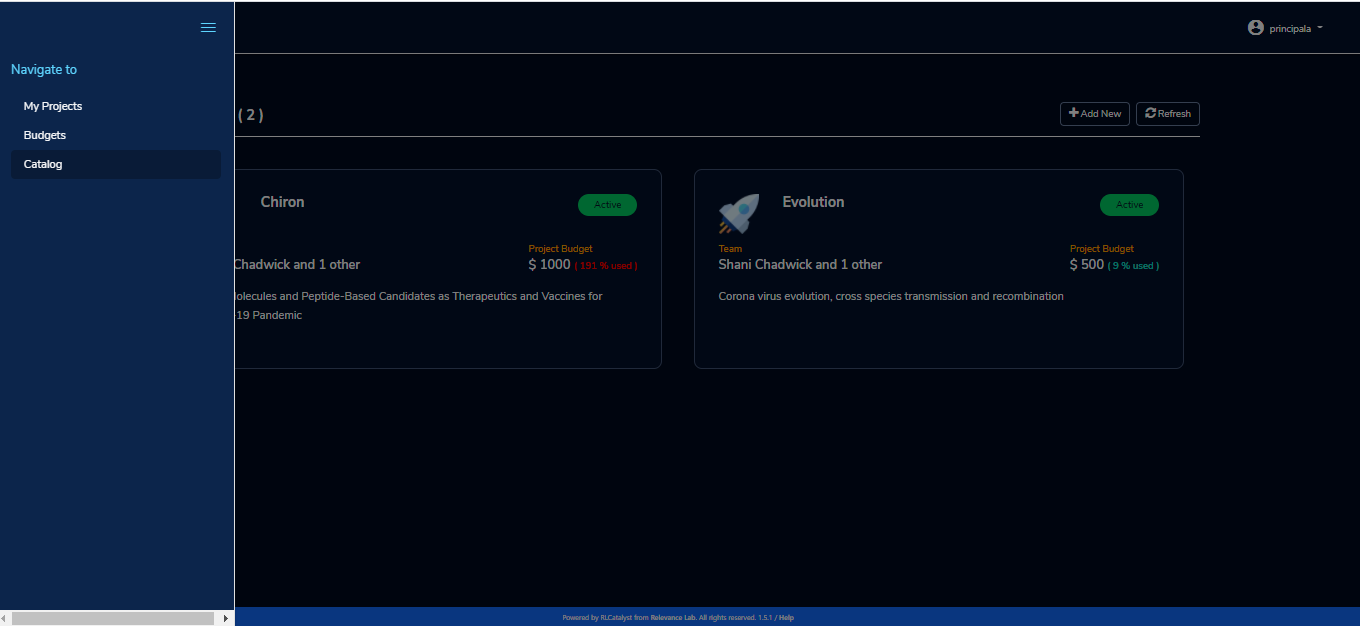 principala
Navigate to
My Projects
Budgets
Catalog
( 2 )
Add New
Refresh
Chiron
Active
Project Budget
Chadwick and 1 other
$ 1000 ( 191 % used )
olecules and Peptide-Based Candidates as Therapeutics and Vaccines for
-19 Pandemic
Evolution
Active
Team
Project Budget
Shani Chadwick and 1 other
$ 500 ( 9 % used )
Corona virus evolution, cross species transmission and recombination
Powered by RLCatalyst from Relevance Lab. All rights reserved. 1.5.1 / Help